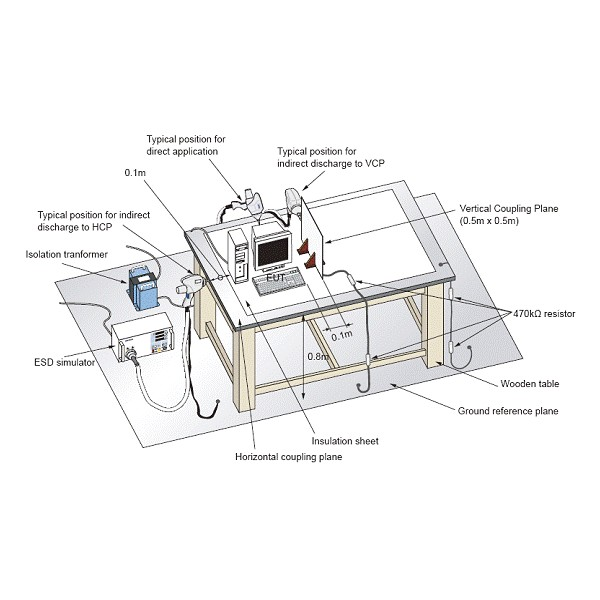 Typical position for
direct application
Typical position for
indirect discharge to VCP
0.1m
Typical position for indirect
discharge to HCP
Vertical Coupling Plane
(0.5m x 0.5m)
Isolation tranformer
EUT
470kΩ resistor
0.1m
0.8m
ESD simulator
Wooden table
Ground reference plane
Insulation sheet
Horizontal coupling plane